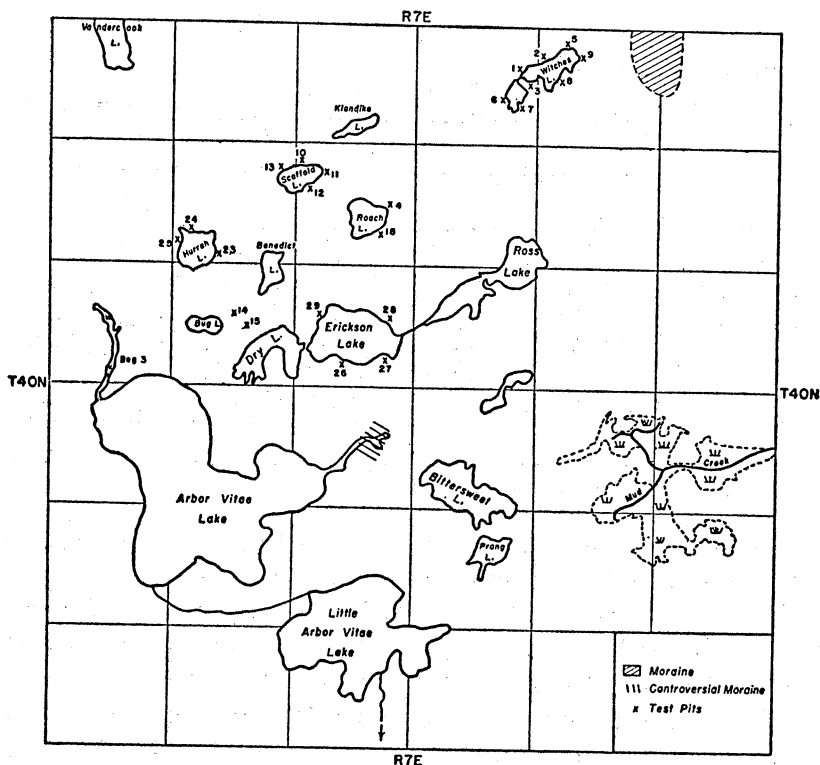 R7E
Vandercook
L.
2
5
1
Witches
L.
9
3
8
6
7
Klondike
L.
10
13
Scaffold
L.
11
12
4
Roach
L.
16
24
25
Hurrah
L.
23
Benedict
L.
Ross
Lake
14
Bug L.
15
29
28
Erickson
Lake
Dry L.
26
27
Bog 3
T40N
T40N
Creek
Mud
Bittersweet
L.
Arbor Vitae
Lake
Prong
L.
Little
Arbor Vitae
Lake
Moraine
Controversial Moraine
x Test Pits
R7E